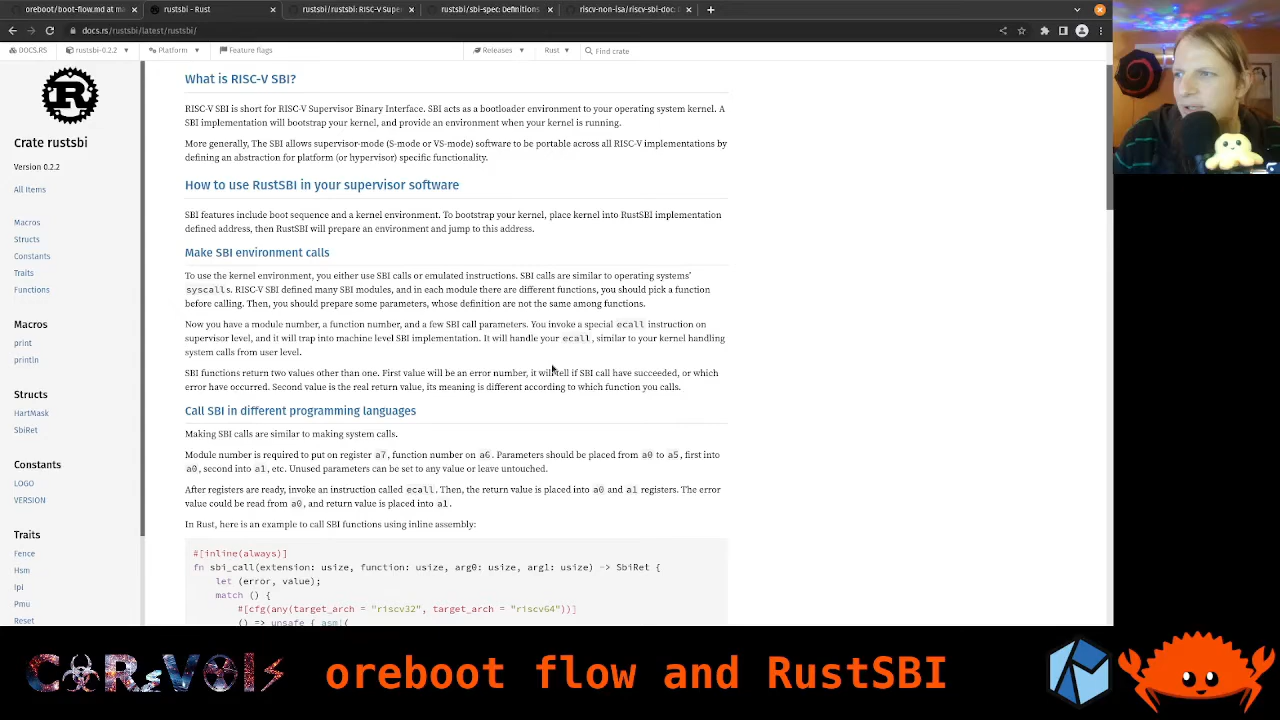 oreboot/boot-flow.md at ma
rustsbi - Rust
rustsbi/rustsbi: RISC-V Supe
rustsbi/sbi-spec: Definitions
riscv-non-isa/riscv-sbi-doc:
docs.rs/rustsbi/latest/rustsbi/
DOCS.RS
rustsbi-0.2.2
Platform
Feature flags
Releases
Rust
Find crate
Crate rustsbi
Version 0.2.2
All Items
Macros
Structs
Constants
Traits
Functions
Macros
print
println
Structs
HartMask
SbiRet
Constants
LOGO
VERSION
Traits
Fence
Hsm
Ipi
Pmu
Reset
What is RISC-V SBI?
RISC-V SBI is short for RISC-V Supervisor Binary Interface. SBI acts as a bootloader environment to your operating system kernel. A
SBI implementation will bootstrap your kernel, and provide an environment when your kernel is running.
More generally, The SBI allows supervisor-mode (S-mode or VS-mode) software to be portable across all RISC-V implementations by
defining an abstraction for platform (or hypervisor) specific functionality.
How to use RustSBI in your supervisor software
SBI features include boot sequence and a kernel environment. To bootstrap your kernel, place kernel into RustSBI implementation
defined address, then RustSBI will prepare an environment and jump to this address.
Make SBI environment calls
To use the kernel environment, you either use SBI calls or emulated instructions. SBI calls are similar to operating systems'
syscalls. RISC-V SBI defined many SBI modules, and in each module there are different functions, you should pick a function
before calling. Then, you should prepare some parameters, whose definition are not the same among functions.
Now you have a module number, a function number, and a few SBI call parameters. You invoke a special ecall instruction on
supervisor level, and it will trap into machine level SBI implementation. It will handle your ecall, similar to your kernel handling
system calls from user level.
SBI functions return two values other than one. First value will be an error number, it will tell if SBI call have succeeded, or which
error have occurred. Second value is the real return value, its meaning is different according to which function you calls.
Call SBI in different programming languages
Making SBI calls are similar to making system calls.
Module number is required to put on register a7, function number on a6. Parameters should be placed from a0 to a5, first into
a0, second into a1, etc. Unused parameters can be set to any value or leave untouched.
After registers are ready, invoke an instruction called ecall. Then, the return value is placed into a0 and a1 registers. The error
value could be read from a0, and return value is placed into a1.
In Rust, here is an example to call SBI functions using inline assembly:
#[inline(always)]
fn sbi_call(extension: usize, function: usize, arg0: usize, arg1: usize) -> SbiRet {
let (error, value);
match () {
#[cfg(any(target_arch = "riscv32", target_arch = "riscv64"))]
() => unsafe { asm!(
oreboot flow and RustSBI